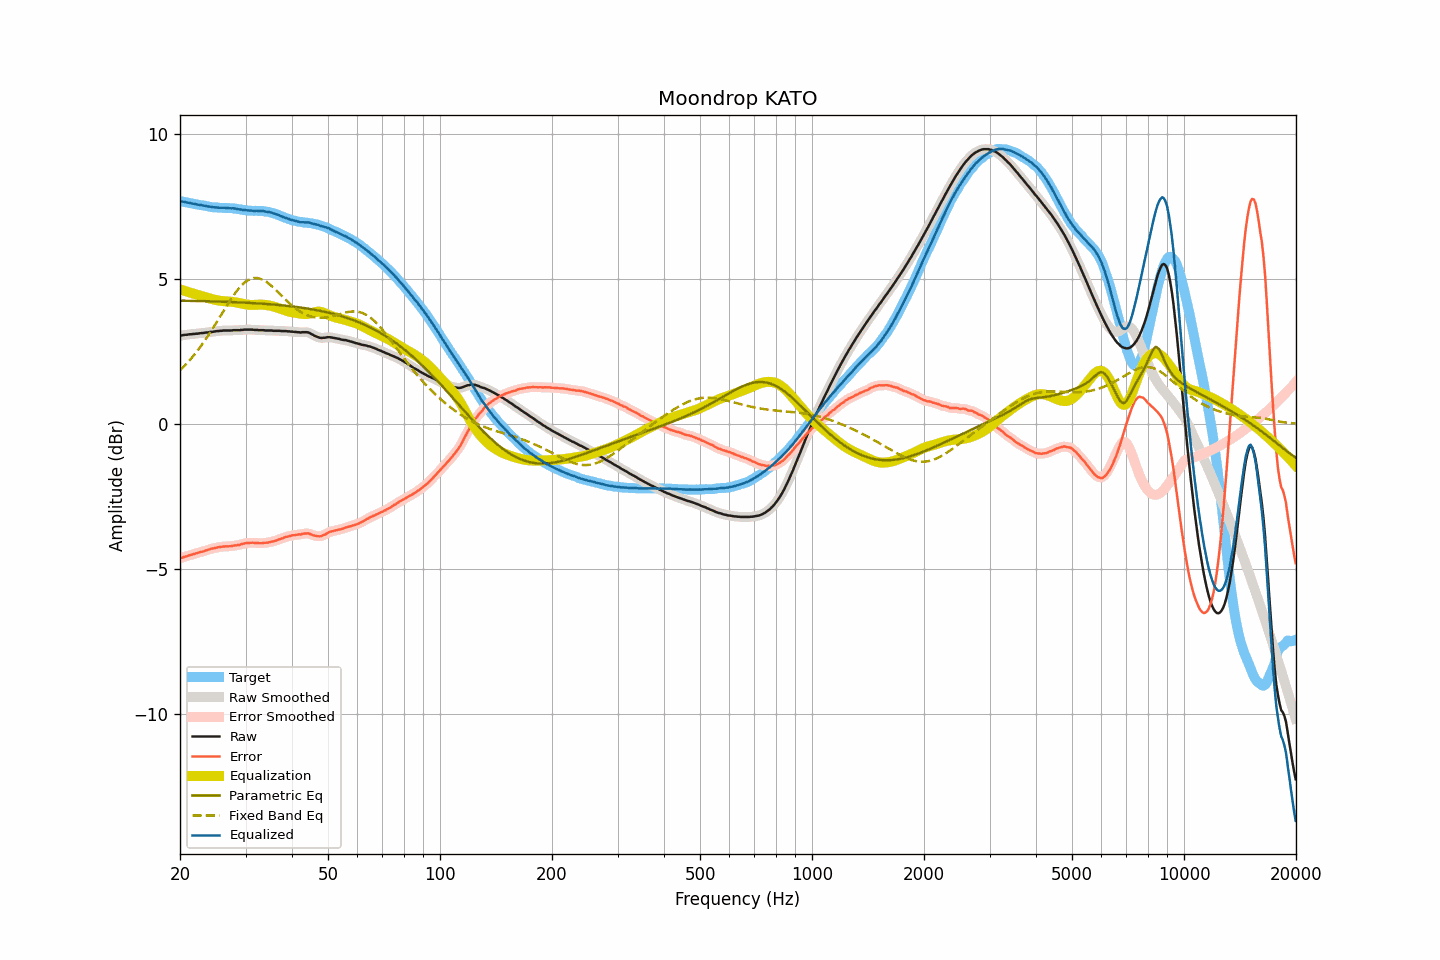 Moondrop KATO
Amplitude (dBr)
10
5
0
−5
−10
Target
Raw Smoothed
Error Smoothed
Raw
Error
Equalization
Parametric Eq
Fixed Band Eq
Equalized
20 50 100 200 500 1000 2000 5000 10000 20000
Frequency (Hz)